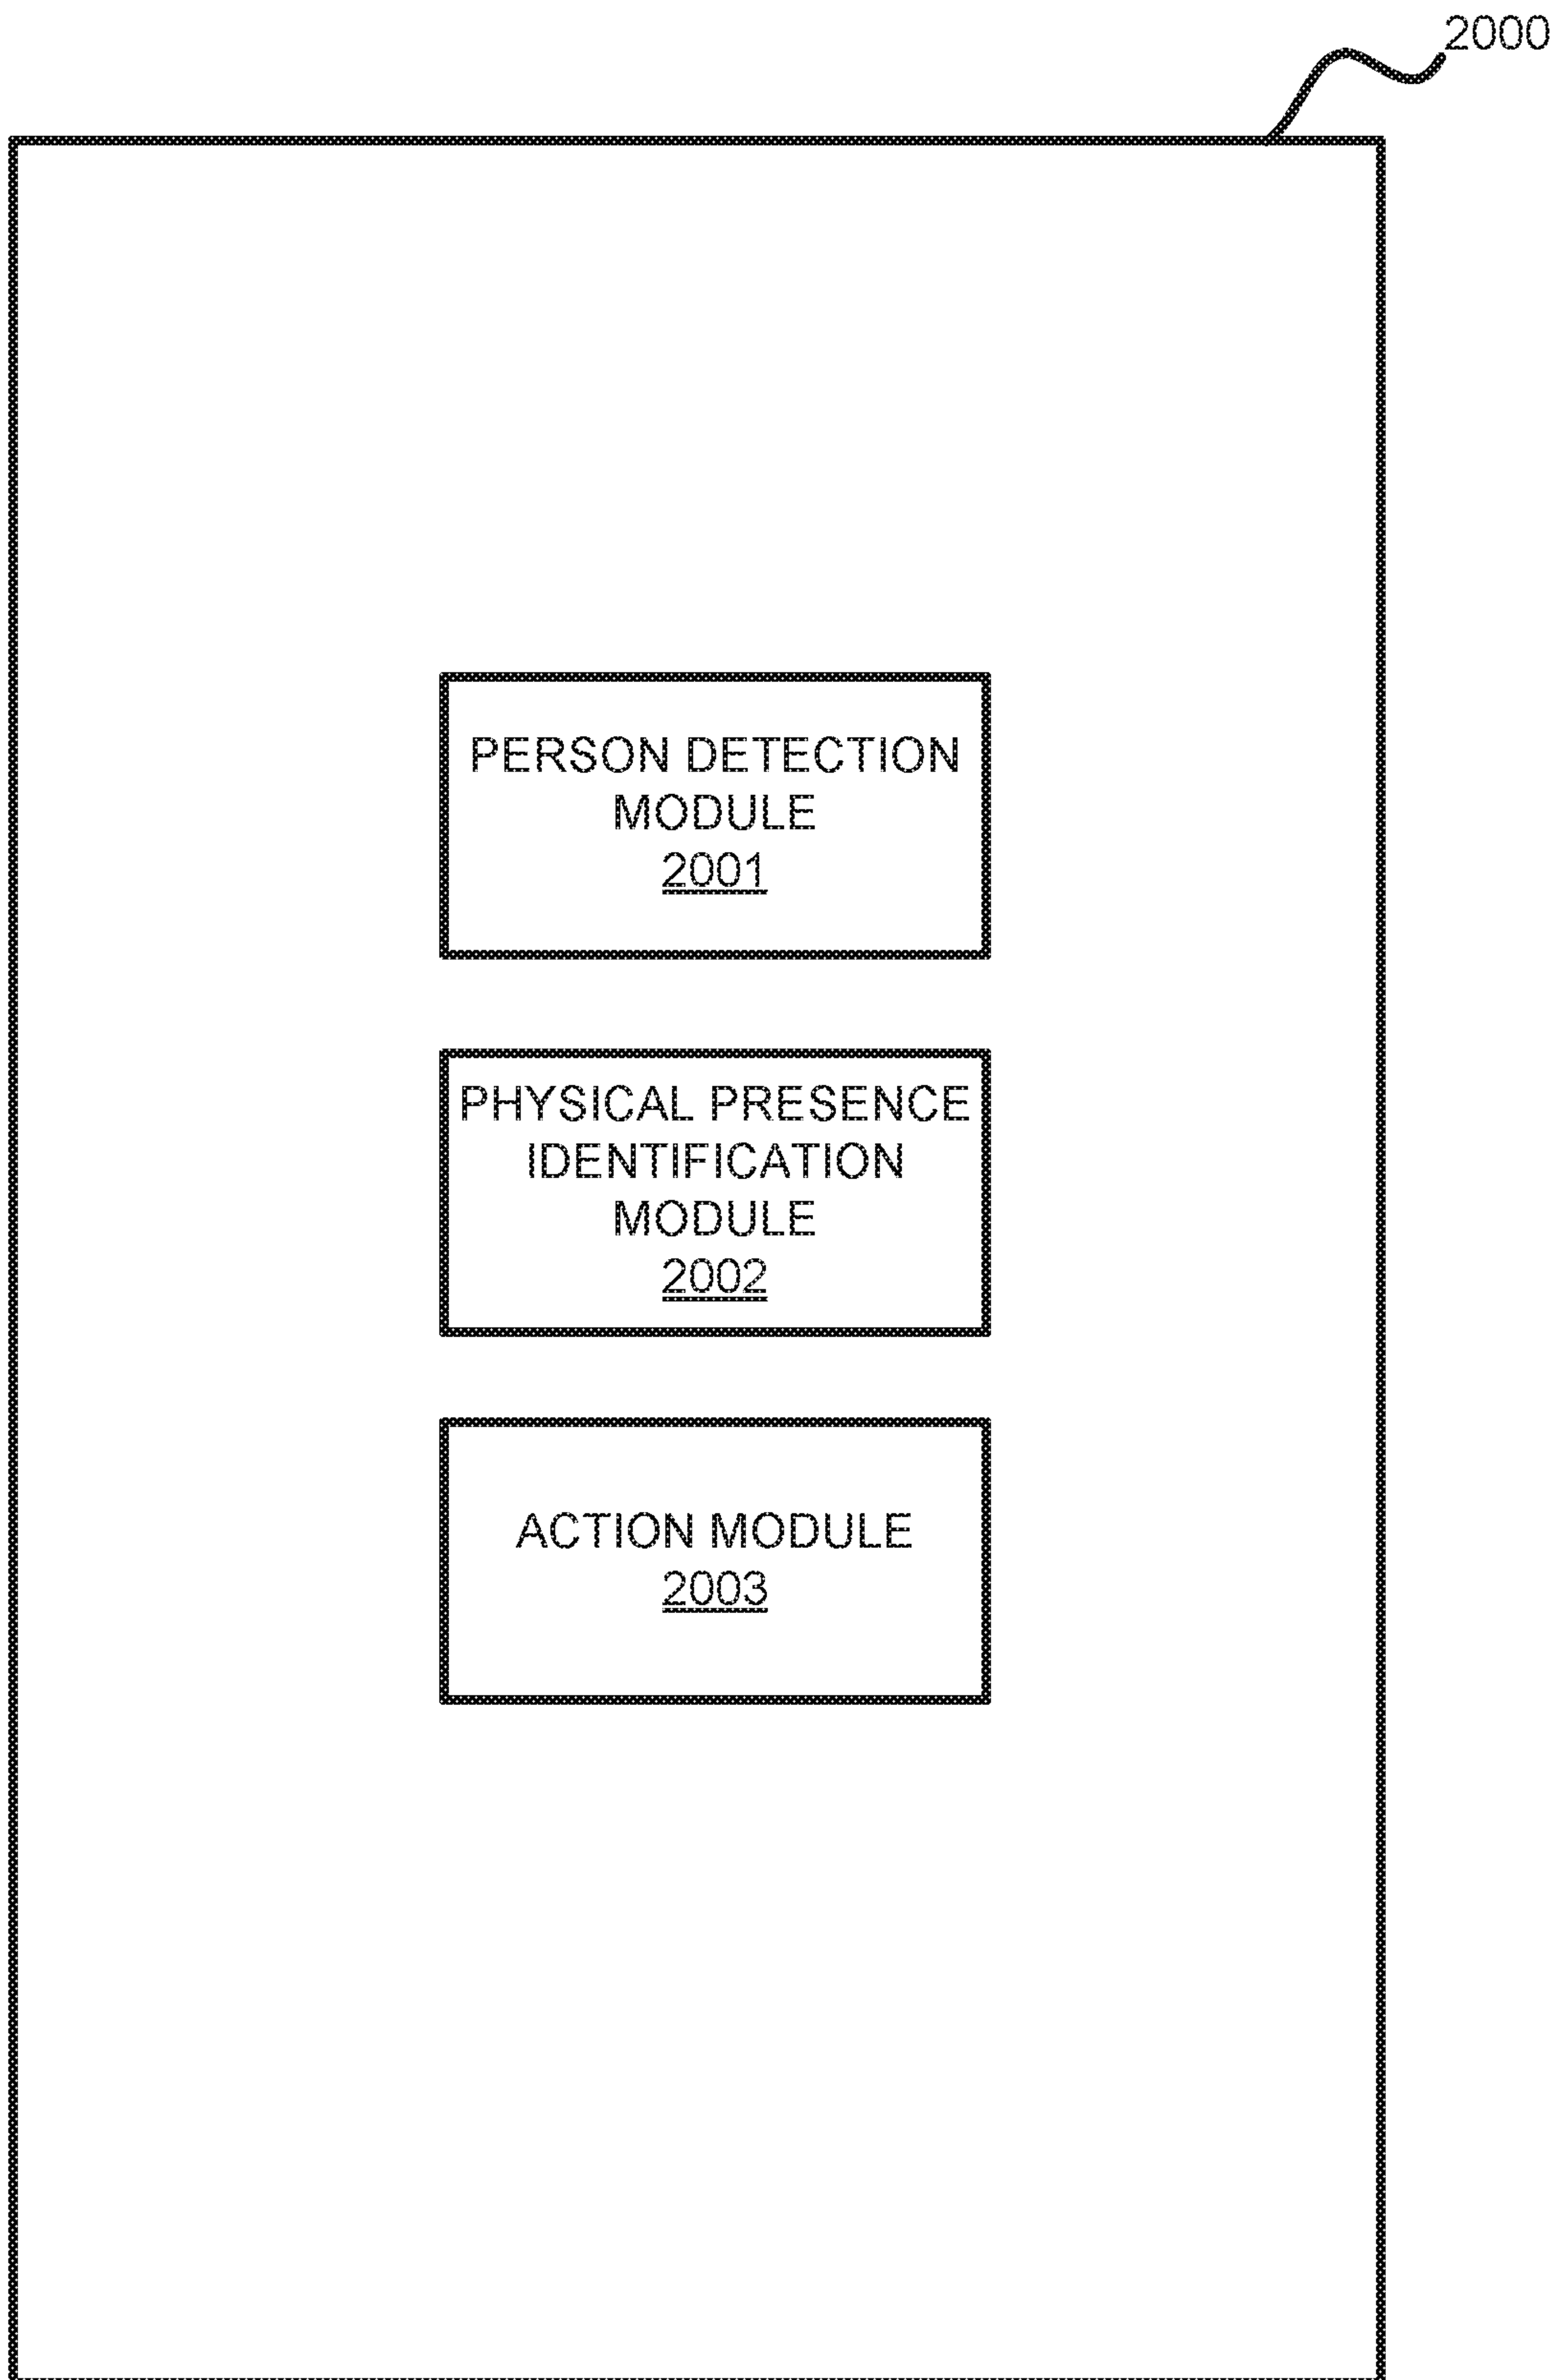 2000
PERSON DETECTION
MODULE
2001
PHYSICAL PRESENCE
IDENTIFICATION
MODULE
2002
ACTION MODULE
2003